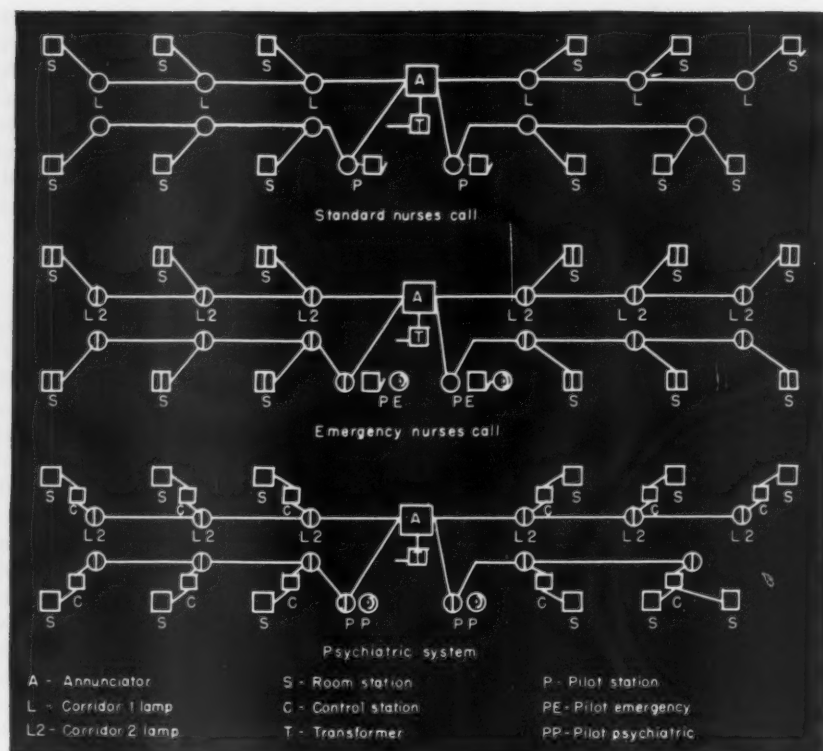 S S S S S S
A
L L L L L L
T
S S S P P S S S
Standard nurses call
S S S S S S
A
L2 L2 L2 L2 L2 L2
T
S S S PE PE S S S
Emergency nurses call
S C S C S C S C S C S C
A
L2 L2 L2 L2 L2 L2
T
S C S C S C PP PP S C S C S
Psychiatric system
A - Annunciator S - Room station P - Pilot station
L - Corridor 1 lamp C - Control station PE - Pilot emergency
L2 - Corridor 2 lamp T - Transformer PP - Pilot psychiatric